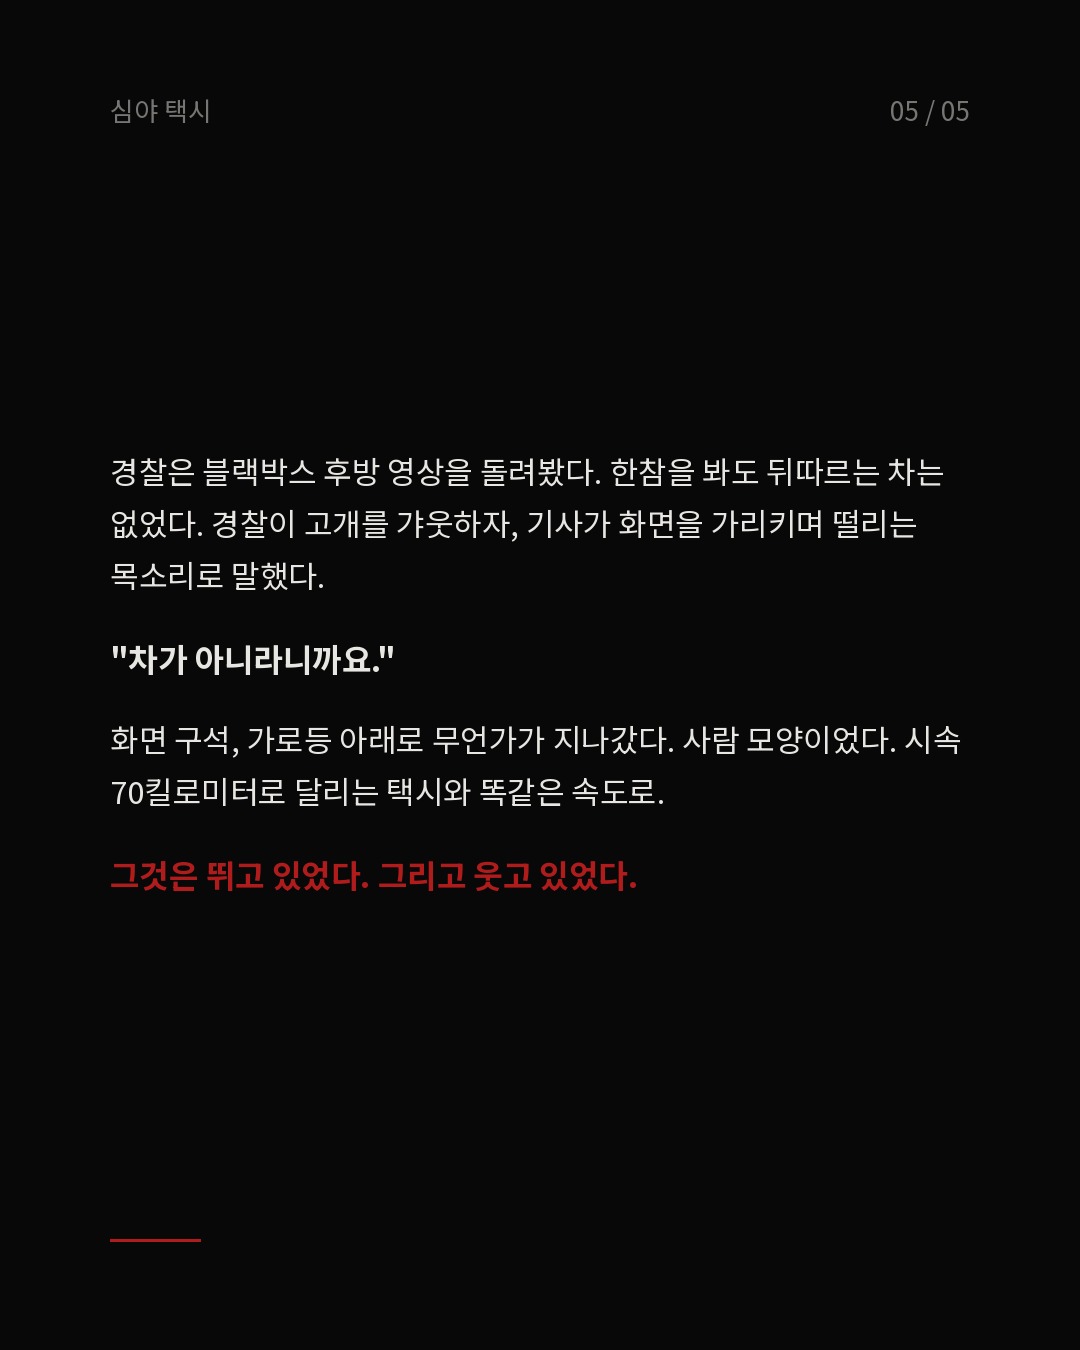 심야 택시
05 / 05
경찰은 블랙박스 후방 영상을 돌려봤다. 한참을 봐도 뒤따르는 차는
없었다. 경찰이 고개를 갸웃하자, 기사가 화면을 가리키며 떨리는
목소리로 말했다.
"차가 아니라니까요."
화면 구석, 가로등 아래로 무언가가 지나갔다. 사람 모양이었다. 시속
70킬로미터로 달리는 택시와 똑같은 속도로.
그것은 뛰고 있었다. 그리고 웃고 있었다.